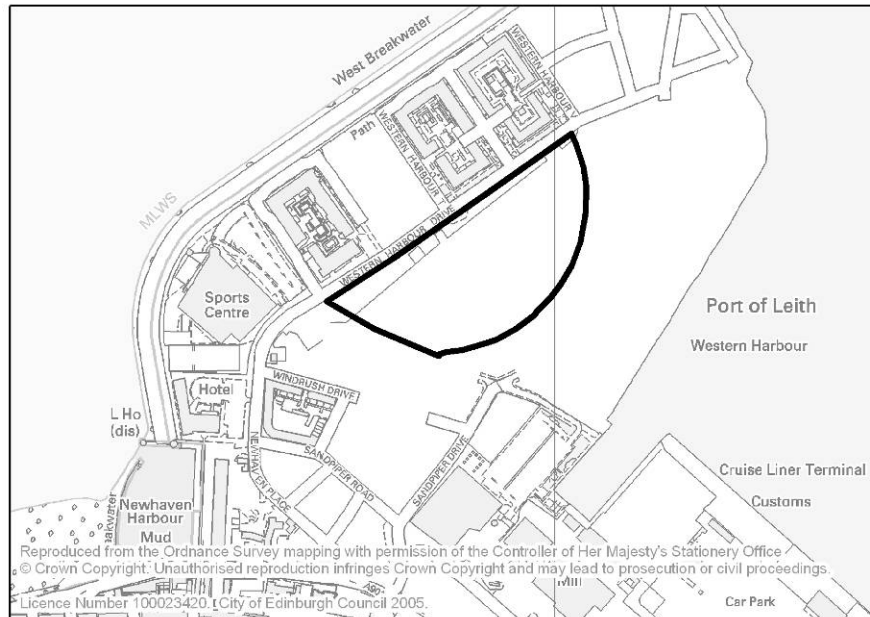 West Breakwater
WESTERN HARBOUR
Path
WESTERN HARBOUR
MLWS
WESTERN HARBOUR DRIVE
Sports
Centre
Port of Leith
Western Harbour
WINDRUSH DRIVE
Hotel
L Ho
(dis)
NEWHAVEN PLACE
SANDPIPER ROAD
SANDPIPER DRIVE
Cruise Liner Terminal
Customs
Newhaven
Harbour
Mud
Reproduced from the Ordnance Survey mapping with permission of the Controller of Her Majesty's Stationery Office
© Crown Copyright. Unauthorised reproduction infringes Crown Copyright and may lead to prosecution or civil proceedings.
Mill
Licence Number 100023420. City of Edinburgh Council 2005.
Car Park